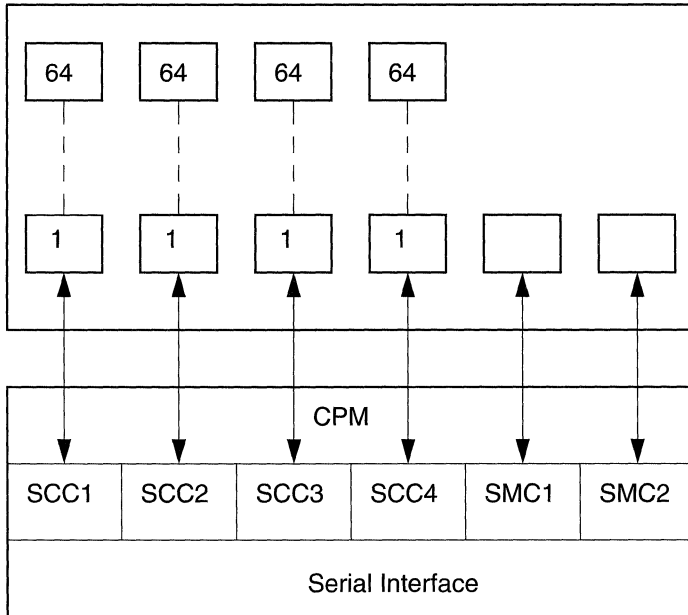 64 64 64 64
1 1 1 1
CPM
SCC1 SCC2 SCC3 SCC4 SMC1 SMC2
Serial Interface